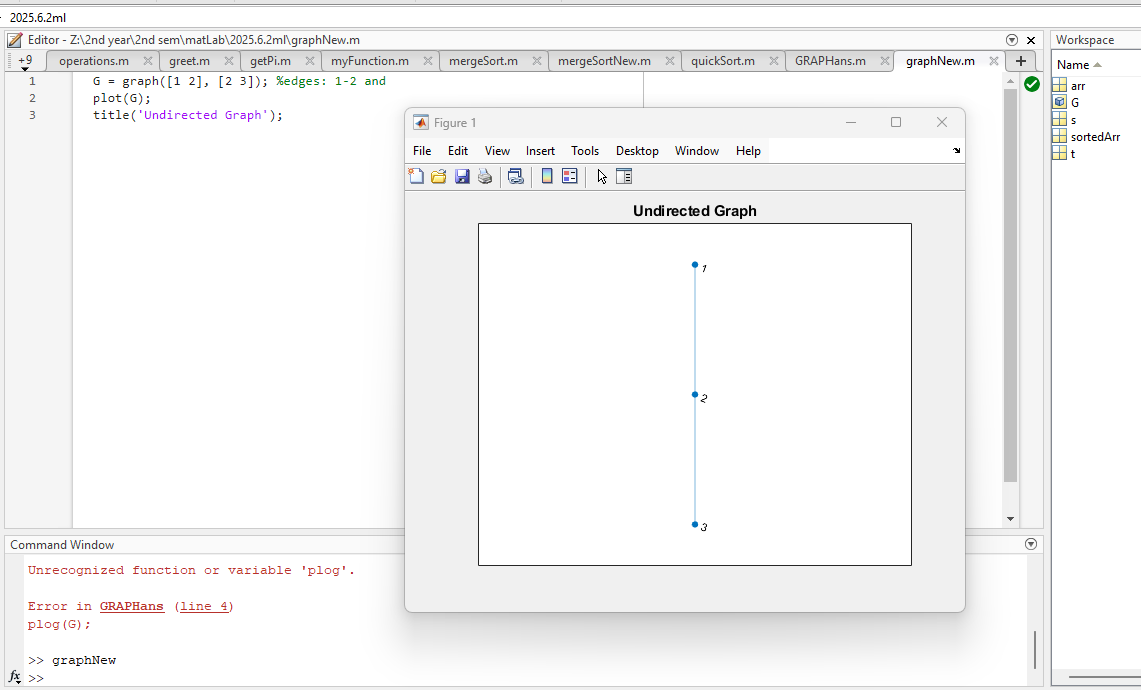 2025.6.2ml
Editor - Z:\2nd year\2nd sem\matLab\2025.6.2ml\graphNew.m
+9 operations.m greet.m getPi.m myFunction.m mergeSort.m mergeSortNew.m quickSort.m GRAPHans.m graphNew.m +
1 G = graph([1 2], [2 3]); %edges: 1-2 and
2 plot(G);
3 title('Undirected Graph');
Workspace
Name
arr
G
s
sortedArr
t
Figure 1
File Edit View Insert Tools Desktop Window Help
Undirected Graph
1
2
3
Command Window
Unrecognized function or variable 'plog'.
Error in GRAPHans (line 4)
plog(G);
>> graphNew
fx >>